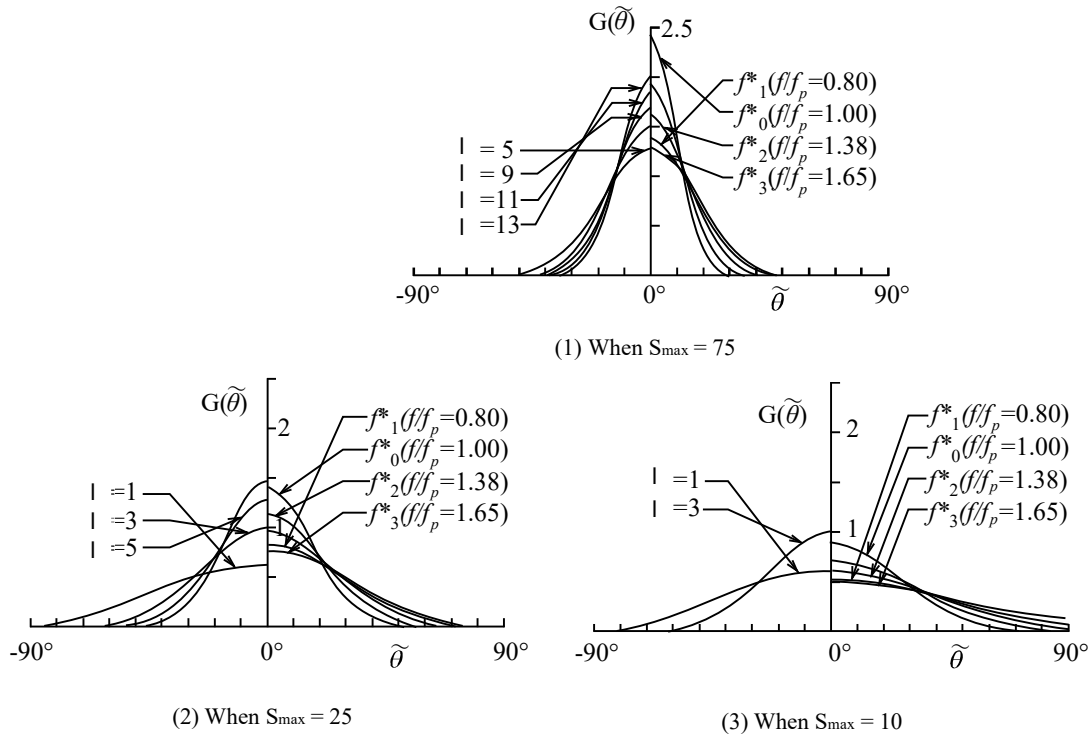 G(θ̃)
2.5
f*₁(f/fₚ=0.80)
f*₀(f/fₚ=1.00)
f*₂(f/fₚ=1.38)
f*₃(f/fₚ=1.65)
l = 5
l = 9
l =11
l =13
-90° 0° θ̃ 90°
(1) When Smax = 75
G(θ̃)
2
1
f*₁(f/fₚ=0.80)
f*₀(f/fₚ=1.00)
f*₂(f/fₚ=1.38)
f*₃(f/fₚ=1.65)
l =1
l =3
l =5
-90° 0° θ̃ 90°
(2) When Smax = 25
G(θ̃)
2
1
f*₁(f/fₚ=0.80)
f*₀(f/fₚ=1.00)
f*₂(f/fₚ=1.38)
f*₃(f/fₚ=1.65)
l =1
l =3
-90° 0° θ̃ 90°
(3) When Smax = 10